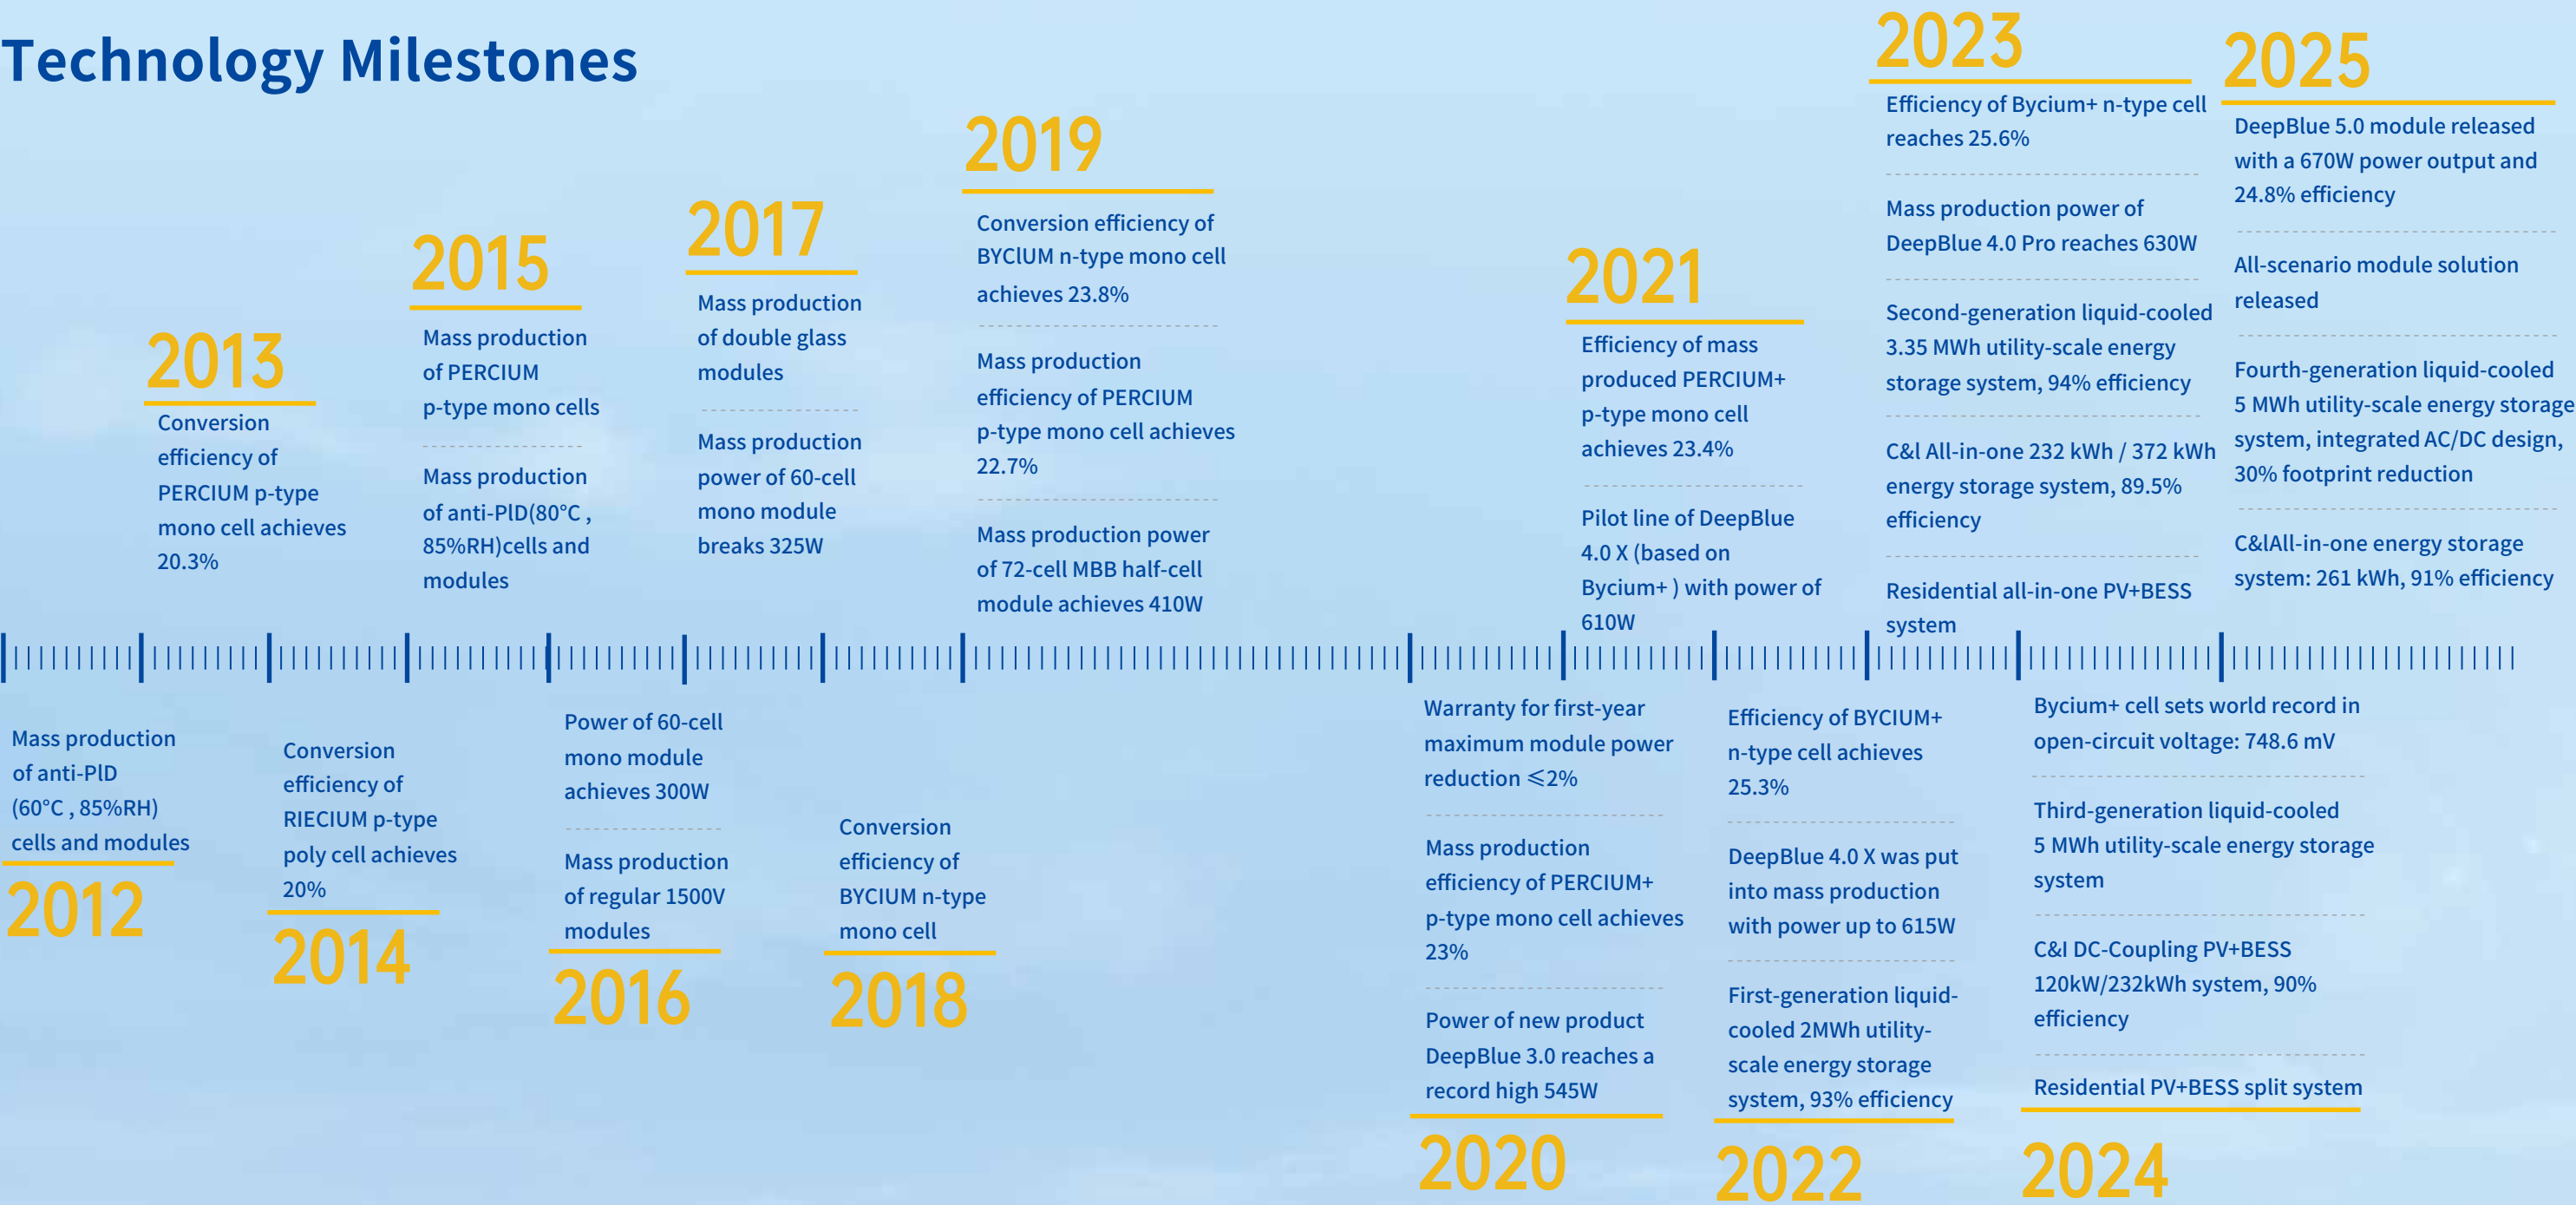 Technology Milestones
2013
Conversion
efficiency of
PERCIUM p-type
mono cell achieves
20.3%
2015
Mass production
of PERCIUM
p-type mono cells
Mass production
of anti-PlD(80°C ,
85%RH)cells and
modules
2017
Mass production
of double glass
modules
Mass production
power of 60-cell
mono module
breaks 325W
2019
Conversion efficiency of
BYClUM n-type mono cell
achieves 23.8%
Mass production
efficiency of PERCIUM
p-type mono cell achieves
22.7%
Mass production power
of 72-cell MBB half-cell
module achieves 410W
2021
Efficiency of mass
produced PERCIUM+
p-type mono cell
achieves 23.4%
Pilot line of DeepBlue
4.0 X (based on
Bycium+ ) with power of
610W
2023
Efficiency of Bycium+ n-type cell
reaches 25.6%
Mass production power of
DeepBlue 4.0 Pro reaches 630W
Second-generation liquid-cooled
3.35 MWh utility-scale energy
storage system, 94% efficiency
C&l All-in-one 232 kWh / 372 kWh
energy storage system, 89.5%
efficiency
Residential all-in-one PV+BESS
system
2025
DeepBlue 5.0 module released
with a 670W power output and
24.8% efficiency
All-scenario module solution
released
Fourth-generation liquid-cooled
5 MWh utility-scale energy storage
system, integrated AC/DC design,
30% footprint reduction
C&lAll-in-one energy storage
system: 261 kWh, 91% efficiency
Mass production
of anti-PlD
(60°C , 85%RH)
cells and modules
2012
Conversion
efficiency of
RIECIUM p-type
poly cell achieves
20%
2014
Power of 60-cell
mono module
achieves 300W
Mass production
of regular 1500V
modules
2016
Conversion
efficiency of
BYCIUM n-type
mono cell
2018
Warranty for first-year
maximum module power
reduction ⩽2%
Mass production
efficiency of PERCIUM+
p-type mono cell achieves
23%
Power of new product
DeepBlue 3.0 reaches a
record high 545W
2020
Efficiency of BYCIUM+
n-type cell achieves
25.3%
DeepBlue 4.0 X was put
into mass production
with power up to 615W
First-generation liquid-
cooled 2MWh utility-
scale energy storage
system, 93% efficiency
2022
Bycium+ cell sets world record in
open-circuit voltage: 748.6 mV
Third-generation liquid-cooled
5 MWh utility-scale energy storage
system
C&I DC-Coupling PV+BESS
120kW/232kWh system, 90%
efficiency
Residential PV+BESS split system
2024